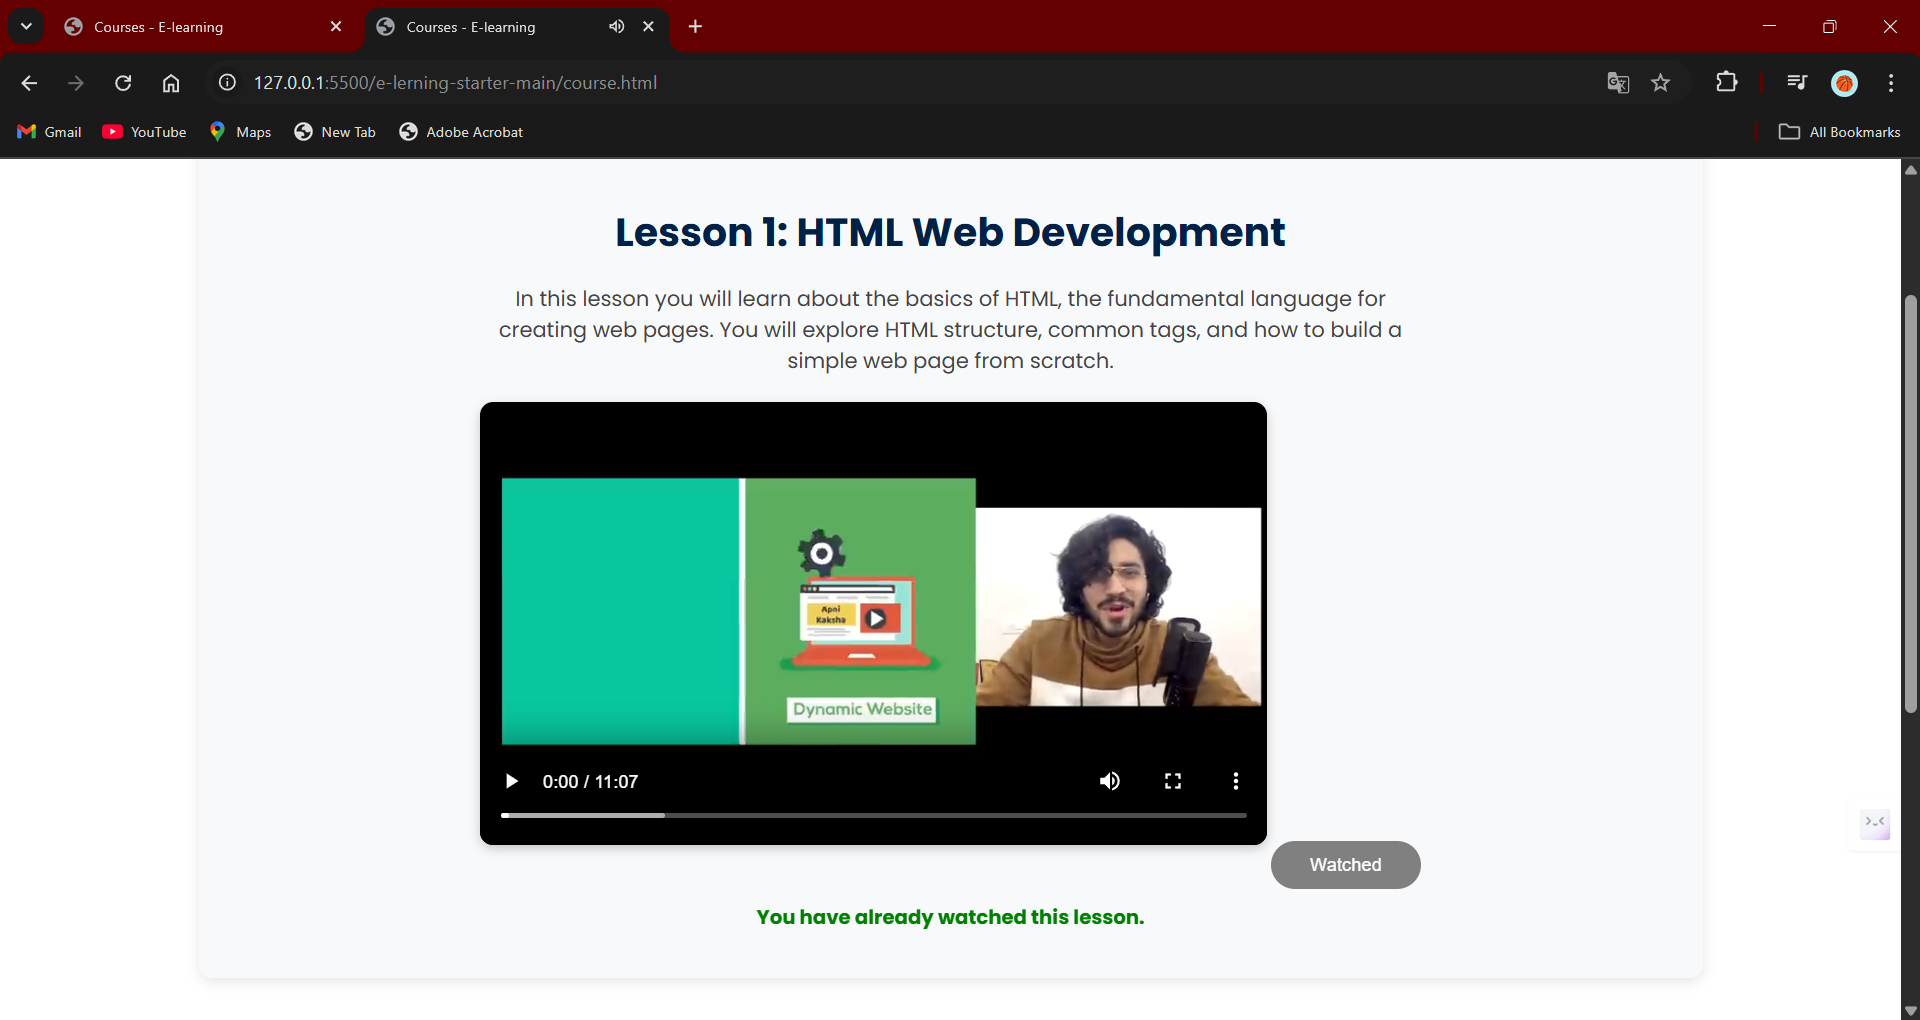 Courses - E-learning
Courses - E-learning
127.0.0.1:5500/e-lerning-starter-main/course.html
Gmail
YouTube
Maps
New Tab
Adobe Acrobat
All Bookmarks
Lesson 1: HTML Web Development
In this lesson you will learn about the basics of HTML, the fundamental language for
creating web pages. You will explore HTML structure, common tags, and how to build a
simple web page from scratch.
Apni
Kaksha
Dynamic Website
0:00 / 11:07
Watched
You have already watched this lesson.